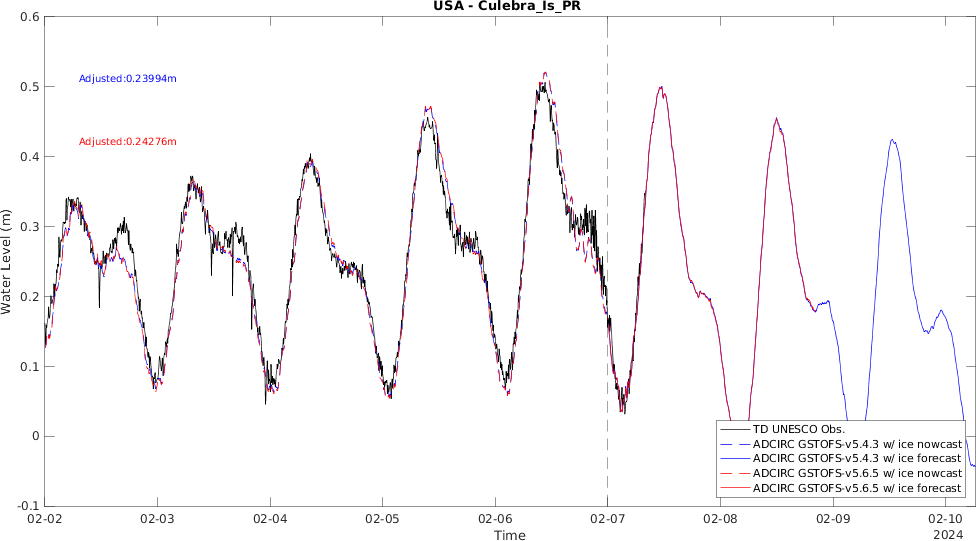 USA - Culebra_Is_PR
0.6
0.5
0.4
0.3
0.2
0.1
0
-0.1
Water Level (m)
Adjusted:0.23994m
Adjusted:0.24276m
TD UNESCO Obs.
ADCIRC GSTOFS-v5.4.3 w/ ice nowcast
ADCIRC GSTOFS-v5.4.3 w/ ice forecast
ADCIRC GSTOFS-v5.6.5 w/ ice nowcast
ADCIRC GSTOFS-v5.6.5 w/ ice forecast
02-02 02-03 02-04 02-05 02-06 02-07 02-08 02-09 02-10
2024
Time